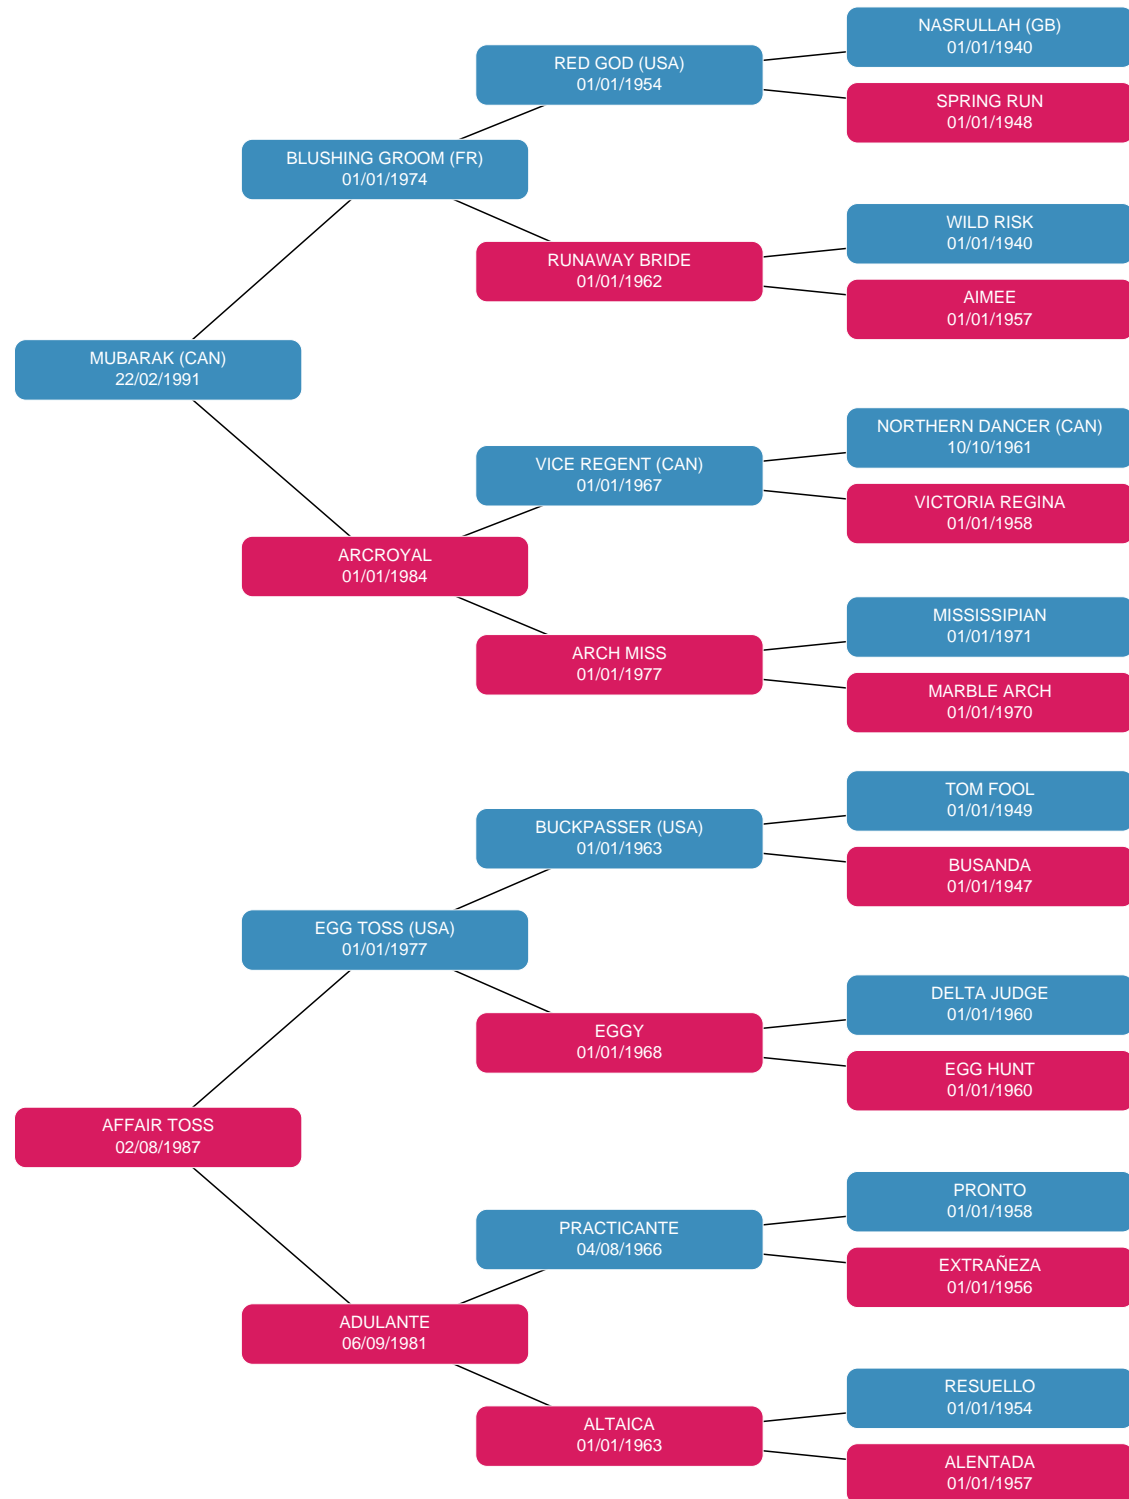 NASRULLAH (GB)
01/01/1940
RED GOD (USA)
01/01/1954
SPRING RUN
01/01/1948
BLUSHING GROOM (FR)
01/01/1974
WILD RISK
01/01/1940
RUNAWAY BRIDE
01/01/1962
AIMEE
01/01/1957
MUBARAK (CAN)
22/02/1991
NORTHERN DANCER (CAN)
10/10/1961
VICE REGENT (CAN)
01/01/1967
VICTORIA REGINA
01/01/1958
ARCROYAL
01/01/1984
MISSISSIPIAN
01/01/1971
ARCH MISS
01/01/1977
MARBLE ARCH
01/01/1970
TOM FOOL
01/01/1949
BUCKPASSER (USA)
01/01/1963
BUSANDA
01/01/1947
EGG TOSS (USA)
01/01/1977
DELTA JUDGE
01/01/1960
EGGY
01/01/1968
EGG HUNT
01/01/1960
AFFAIR TOSS
02/08/1987
PRONTO
01/01/1958
PRACTICANTE
04/08/1966
EXTRAÑEZA
01/01/1956
ADULANTE
06/09/1981
RESUELLO
01/01/1954
ALTAICA
01/01/1963
ALENTADA
01/01/1957